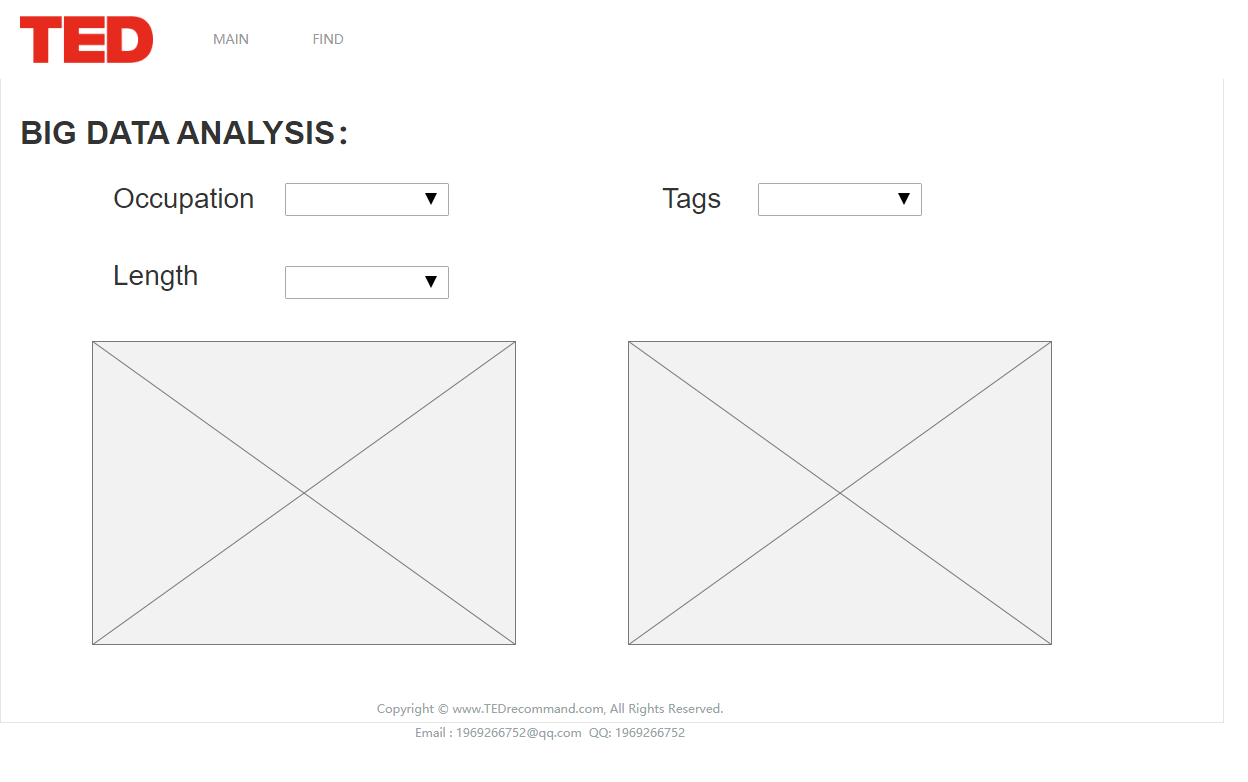 TED
MAIN FIND
BIG DATA ANALYSIS：
Occupation ▼ Tags ▼
Length ▼
Copyright © www.TEDrecommand.com, All Rights Reserved.
Email : 1969266752@qq.com QQ: 1969266752